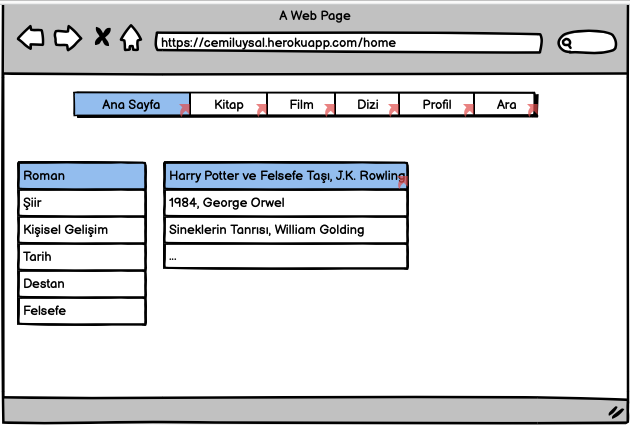 A Web Page
https://cemiluysal.herokuapp.com/home
Ana Sayfa Kitap Film Dizi Profil Ara
Roman
Şiir
Kişisel Gelişim
Tarih
Destan
Felsefe
Harry Potter ve Felsefe Taşı, J.K. Rowling
1984, George Orwel
Sineklerin Tanrısı, William Golding
...